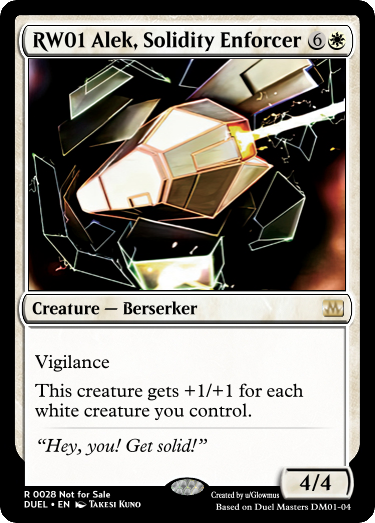 RW01 Alek, Solidity Enforcer 6
Creature — Berserker
Vigilance
This creature gets +1/+1 for each
white creature you control.
“Hey, you! Get solid!”
4/4
R 0028 Not for Sale
DUEL • EN Takesi Kuno
Created by u/Glowmus
Based on Duel Masters DM01-04